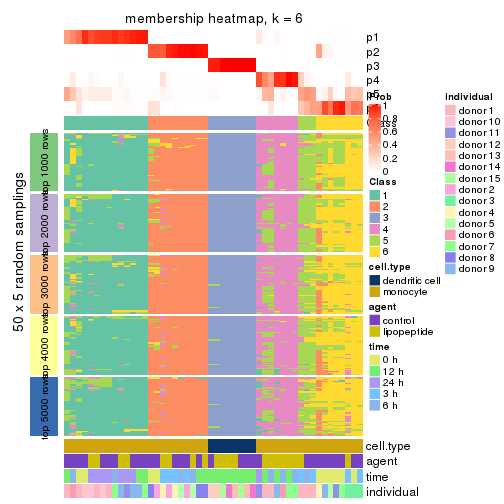 membership heatmap, k = 6
p1
p2
p3
p4
p5
50 x 5 random samplings
top 1000 rows
top 2000 rows
top 3000 rows
top 4000 rows
top 5000 rows
cell.type
agent
time
individual
Prob
1
0.8
0.6
0.4
0.2
0
Class
1
2
3
4
5
6
cell.type
dendritic cell
monocyte
agent
control
lipopeptide
time
0 h
12 h
24 h
3 h
6 h
individual
donor 1
donor 10
donor 11
donor 12
donor 13
donor 14
donor 15
donor 2
donor 3
donor 4
donor 5
donor 6
donor 7
donor 8
donor 9